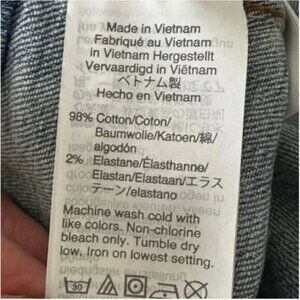 Made in Vietnam
Fabriqué au Vietnam
in Vietnam Hergestellt
Vervaardigd in Viëtnam
ベトナム製
Hecho en Vietnam
98% Cotton/Coton/
Baumwolle/Katoen/綿/
algodón
2% Elastane/Élasthanne/
Elastan/Elastaan/エラス
テーン/elastano
Machine wash cold with
like colors. Non-chlorine
bleach only. Tumble dry
low. Iron on lowest setting.
30